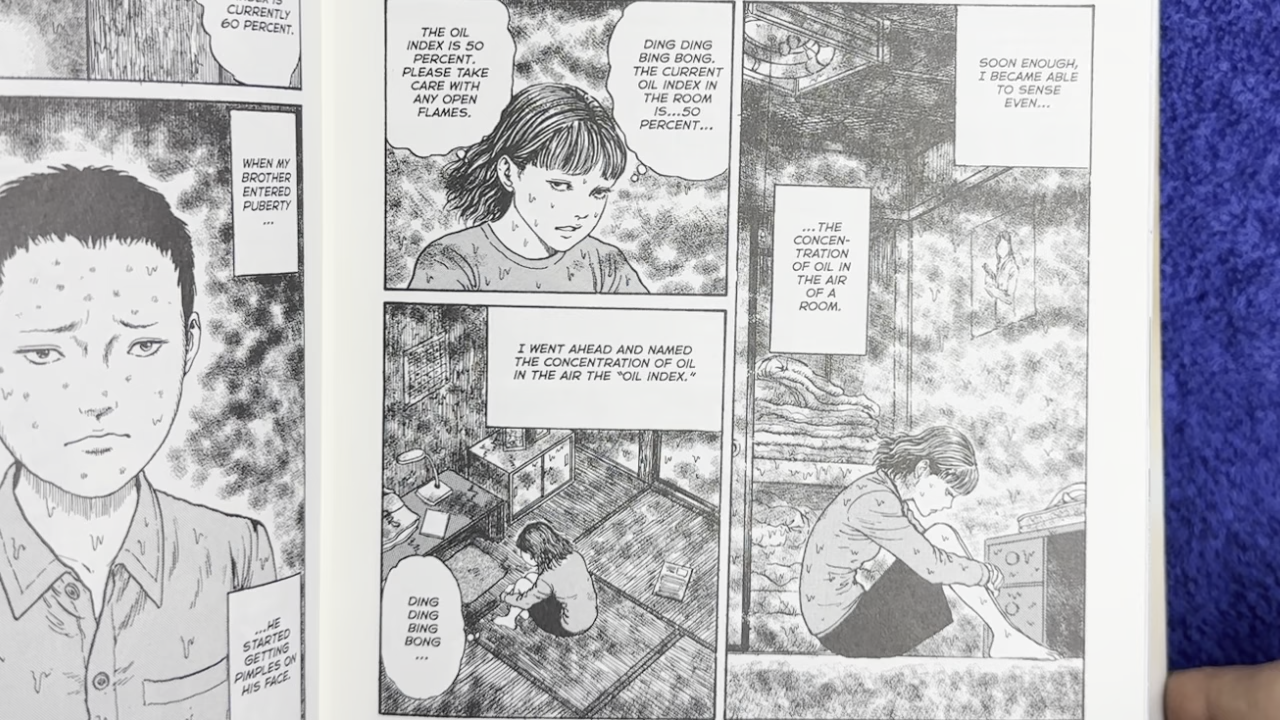 SOON ENOUGH,
I BECAME ABLE
TO SENSE
EVEN...
...THE
CONCEN-
TRATION
OF OIL IN
THE AIR
OF A
ROOM.
DING DING
BING BONG.
THE CURRENT
OIL INDEX IN
THE ROOM
IS...50
PERCENT...
THE OIL
INDEX IS 50
PERCENT.
PLEASE TAKE
CARE WITH
ANY OPEN
FLAMES.
I WENT AHEAD AND NAMED
THE CONCENTRATION OF OIL
IN THE AIR THE "OIL INDEX."
DING
DING
BING
BONG
...
IS
CURRENTLY
60 PERCENT.
WHEN MY
BROTHER
ENTERED
PUBERTY
...
...HE
STARTED
GETTING
PIMPLES ON
HIS FACE.